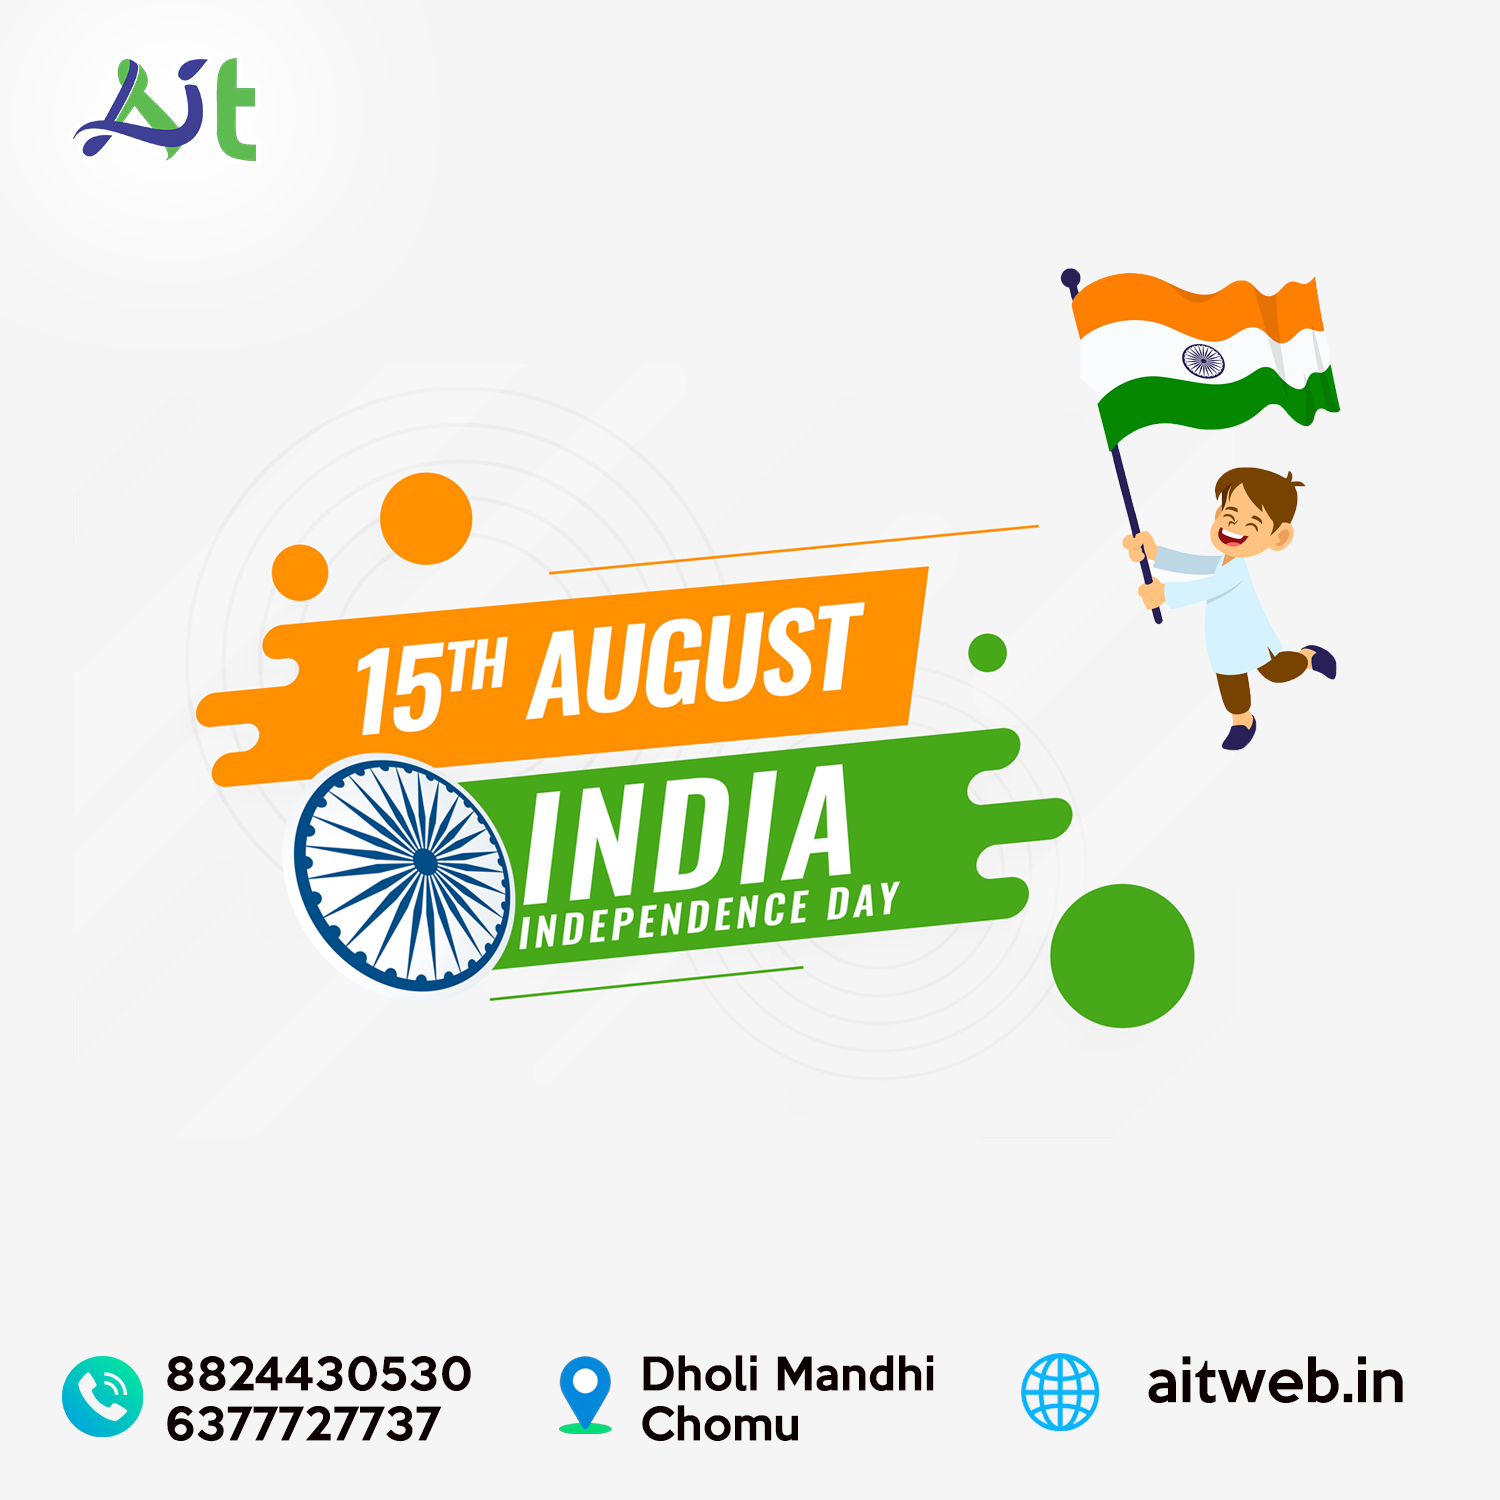 Ait
15TH AUGUST
INDIA
INDEPENDENCE DAY
8824430530
6377727737
Dholi Mandhi
Chomu
aitweb.in